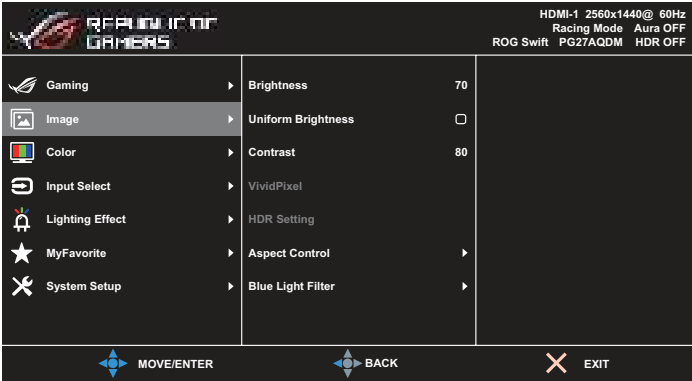 REPUBLIC OF
GAMERS
HDMI-1 2560x1440@ 60Hz
Racing Mode Aura OFF
ROG Swift PG27AQDM HDR OFF
Gaming
Image
Color
Input Select
Lighting Effect
MyFavorite
System Setup
Brightness 70
Uniform Brightness
Contrast 80
VividPixel
HDR Setting
Aspect Control
Blue Light Filter
MOVE/ENTER
BACK
EXIT